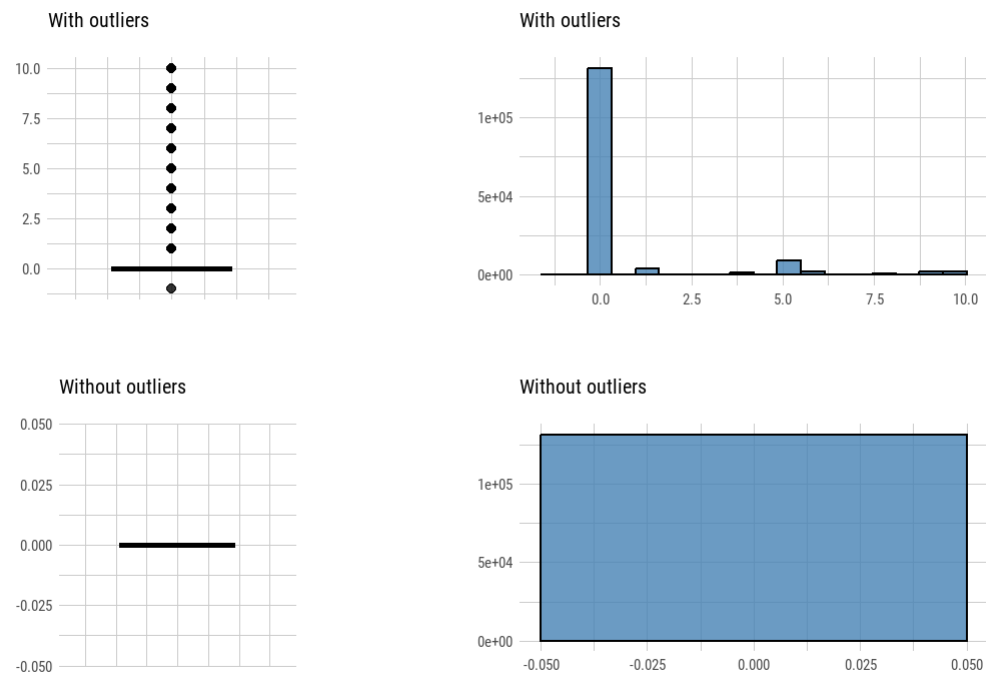 With outliers
10.0
7.5
5.0
2.5
0.0
With outliers
1e+05
5e+04
0e+00
0.0 2.5 5.0 7.5 10.0
Without outliers
0.050
0.025
0.000
-0.025
-0.050
Without outliers
1e+05
5e+04
0e+00
-0.050 -0.025 0.000 0.025 0.050